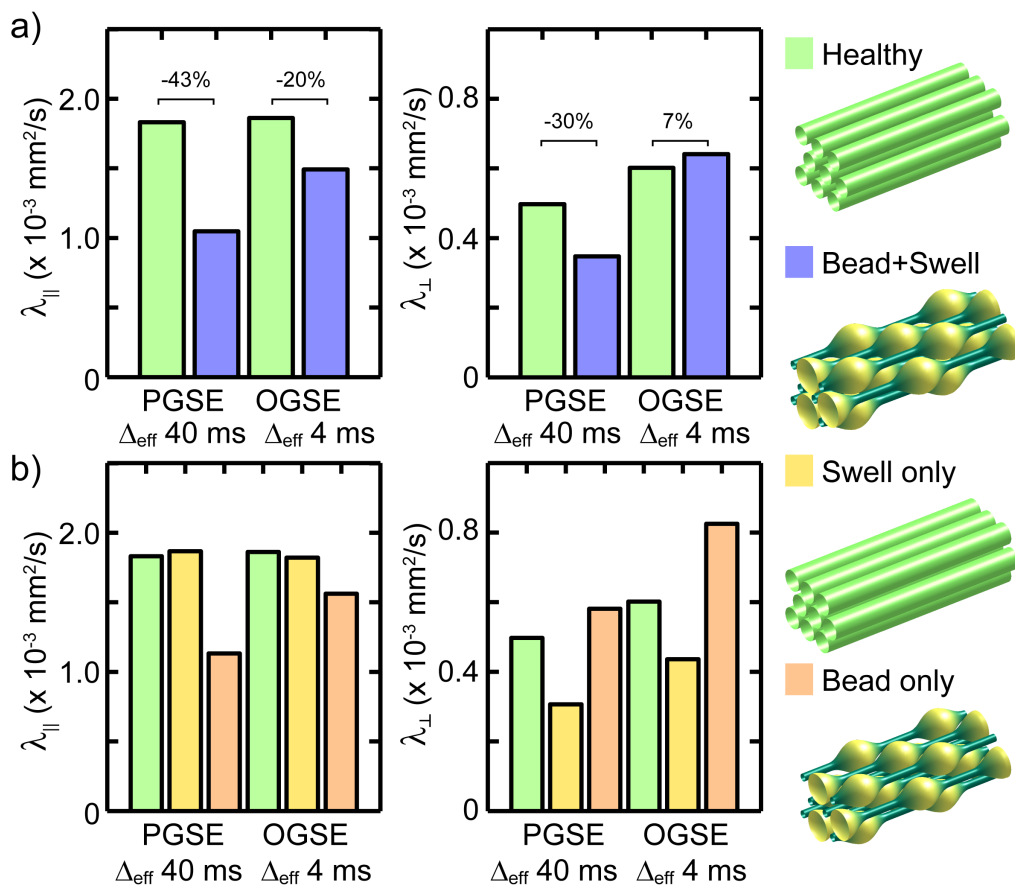 a)
λ|| (x 10⁻³ mm²/s)
2.0
1.0
0
-43%
-20%
PGSE
OGSE
Δeff 40 ms
Δeff 4 ms
λ⊥ (x 10⁻³ mm²/s)
0.8
0.4
0
-30%
7%
PGSE
OGSE
Δeff 40 ms
Δeff 4 ms
Healthy
Bead+Swell
b)
λ|| (x 10⁻³ mm²/s)
2.0
1.0
0
PGSE
OGSE
Δeff 40 ms
Δeff 4 ms
λ⊥ (x 10⁻³ mm²/s)
0.8
0.4
0
PGSE
OGSE
Δeff 40 ms
Δeff 4 ms
Swell only
Bead only